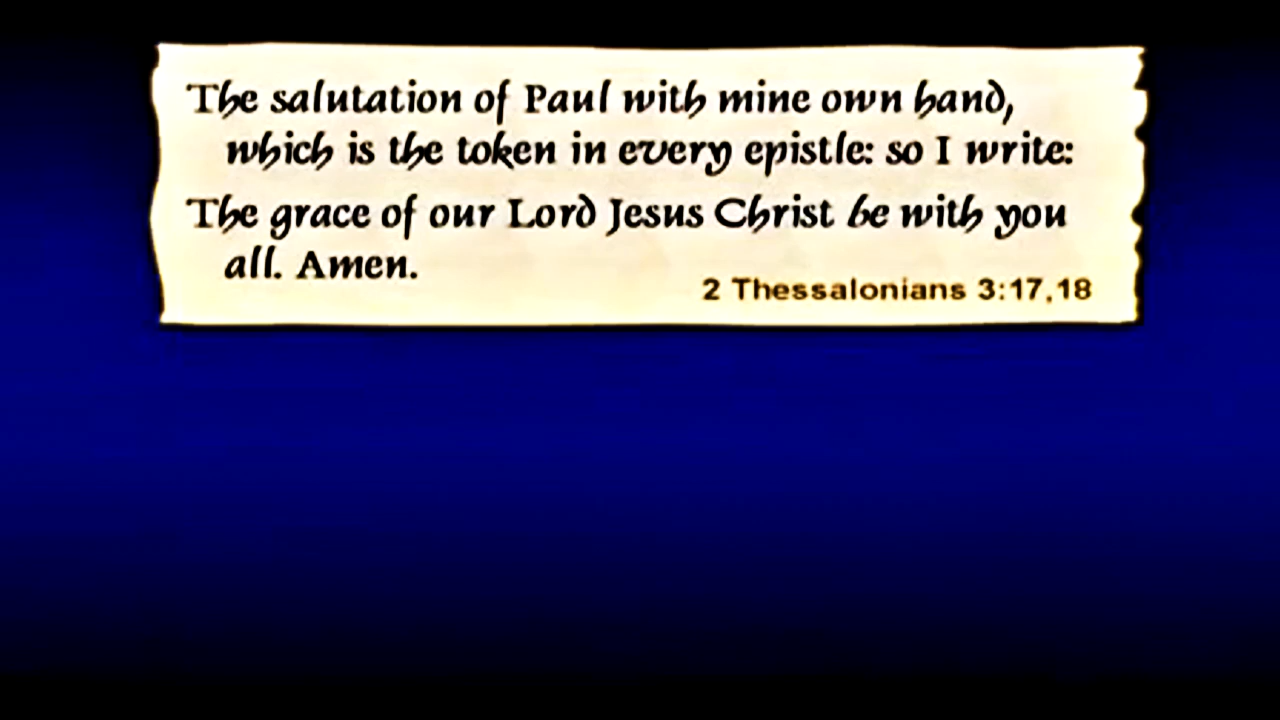 The salutation of Paul with mine own hand,
which is the token in every epistle: so I write:
The grace of our Lord Jesus Christ be with you
all. Amen.
2 Thessalonians 3:17,18